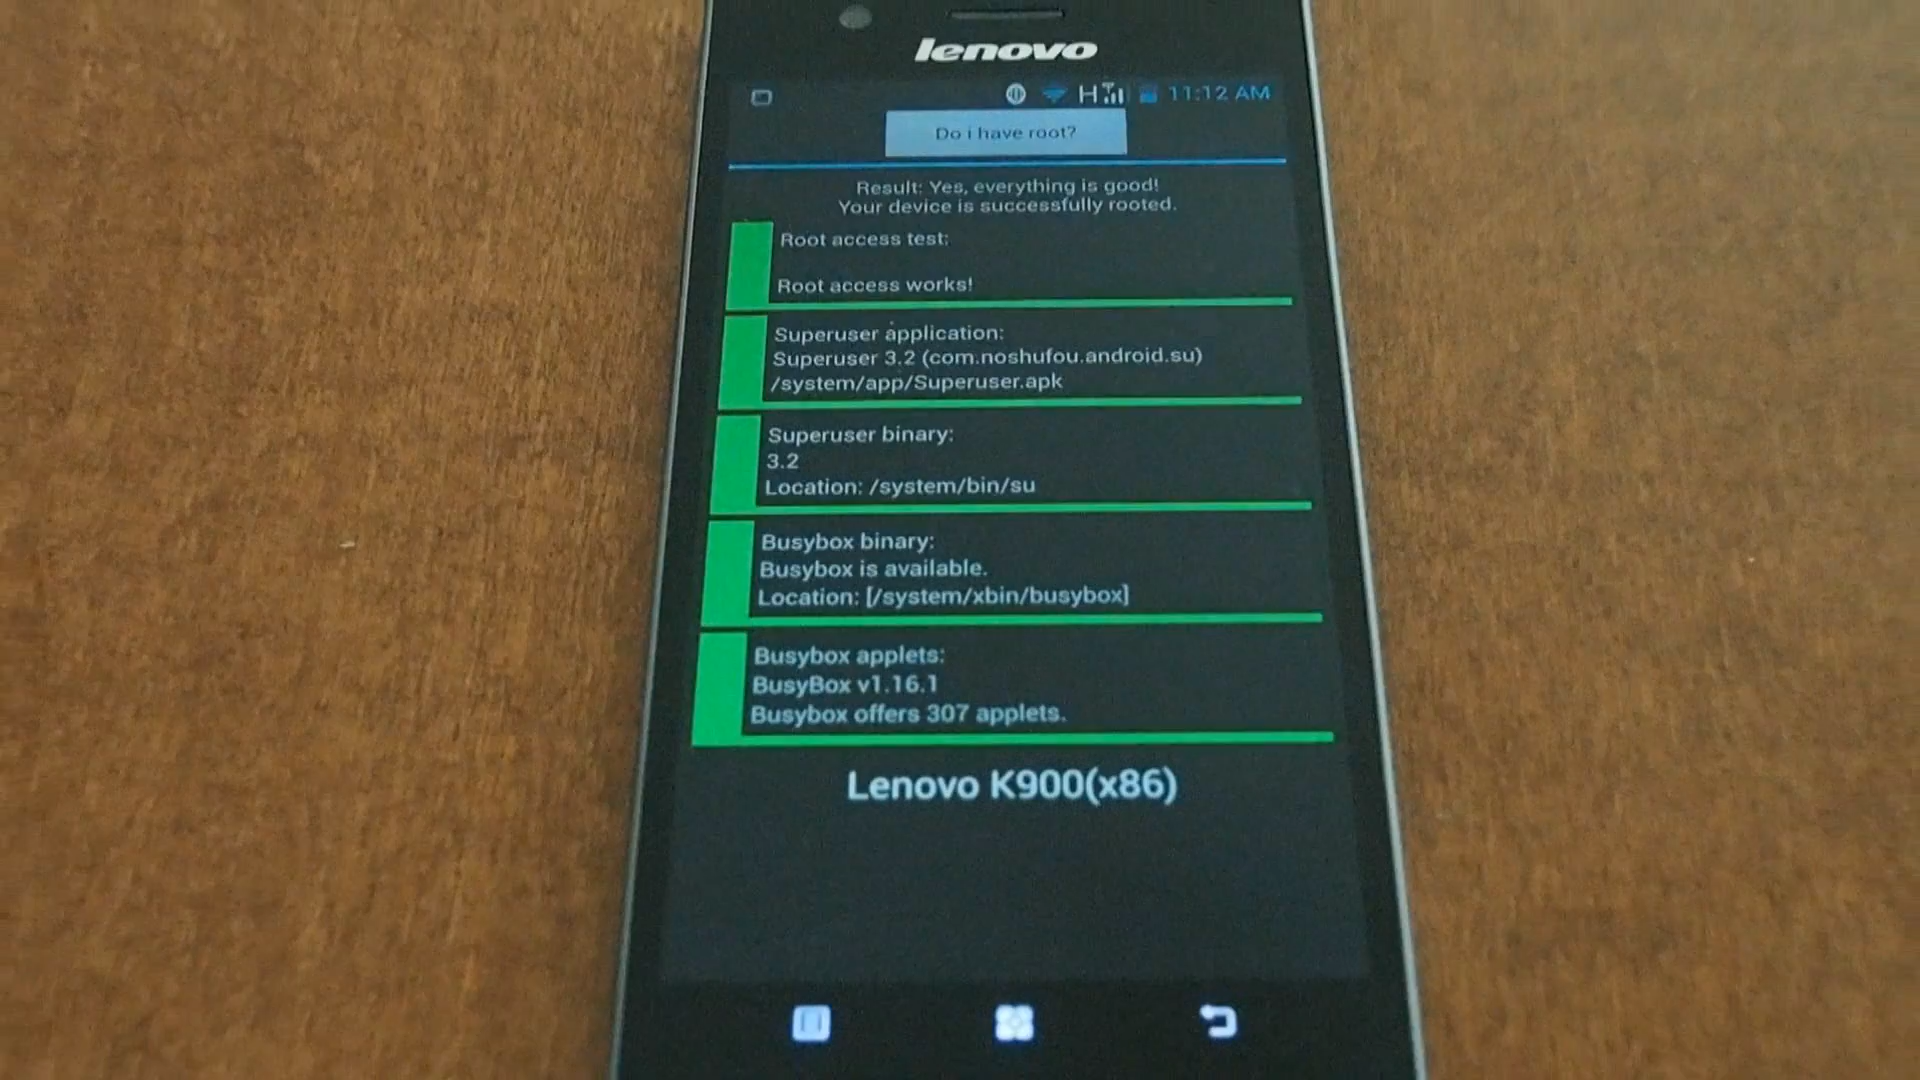 lenovo
H 11:12 AM
Do i have root?
Result: Yes, everything is good!
Your device is successfully rooted.
Root access test:
Root access works!
Superuser application:
Superuser 3.2 (com.noshufou.android.su)
/system/app/Superuser.apk
Superuser binary:
3.2
Location: /system/bin/su
Busybox binary:
Busybox is available.
Location: [/system/xbin/busybox]
Busybox applets:
BusyBox v1.16.1
Busybox offers 307 applets.
Lenovo K900(x86)